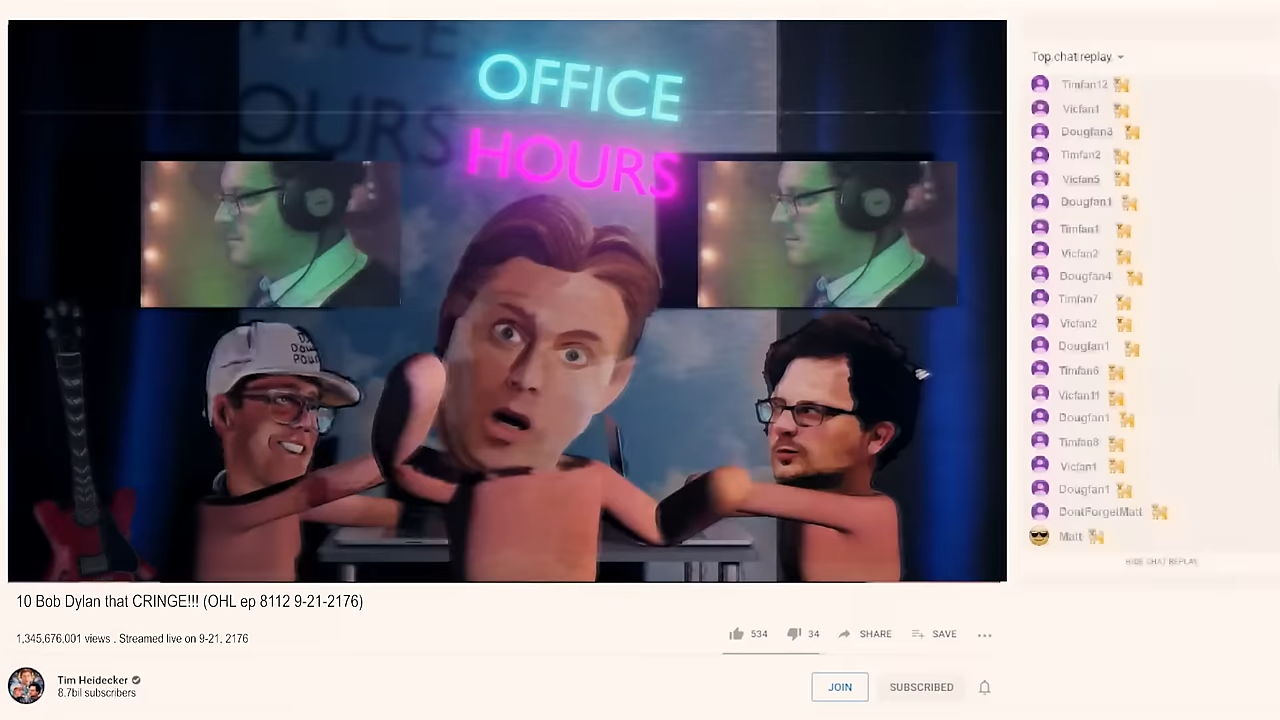 OFFICE
HOURS
Top chat replay
Timfan12
Vicfan1
Dougfan3
Timfan2
Vicfan5
Dougfan1
Timfan1
Vicfan2
Dougfan4
Timfan7
Vicfan2
Dougfan1
Timfan6
Vicfan11
Dougfan1
Timfan8
Vicfan1
Dougfan1
DontForgetMatt
Matt
HIDE CHAT REPLAY
10 Bob Dylan that CRINGE!!! (OHL ep 8112 9-21-2176)
1,345,676,001 views . Streamed live on 9-21, 2176
534
34
SHARE
SAVE
Tim Heidecker
8.7bil subscribers
JOIN
SUBSCRIBED